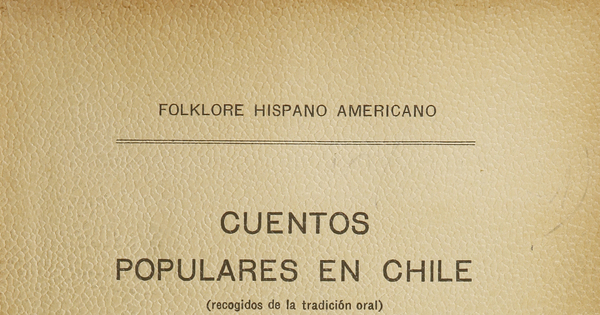 FOLKLORE HISPANO AMERICANO
CUENTOS
POPULARES EN CHILE
(recogidos de la tradición oral)